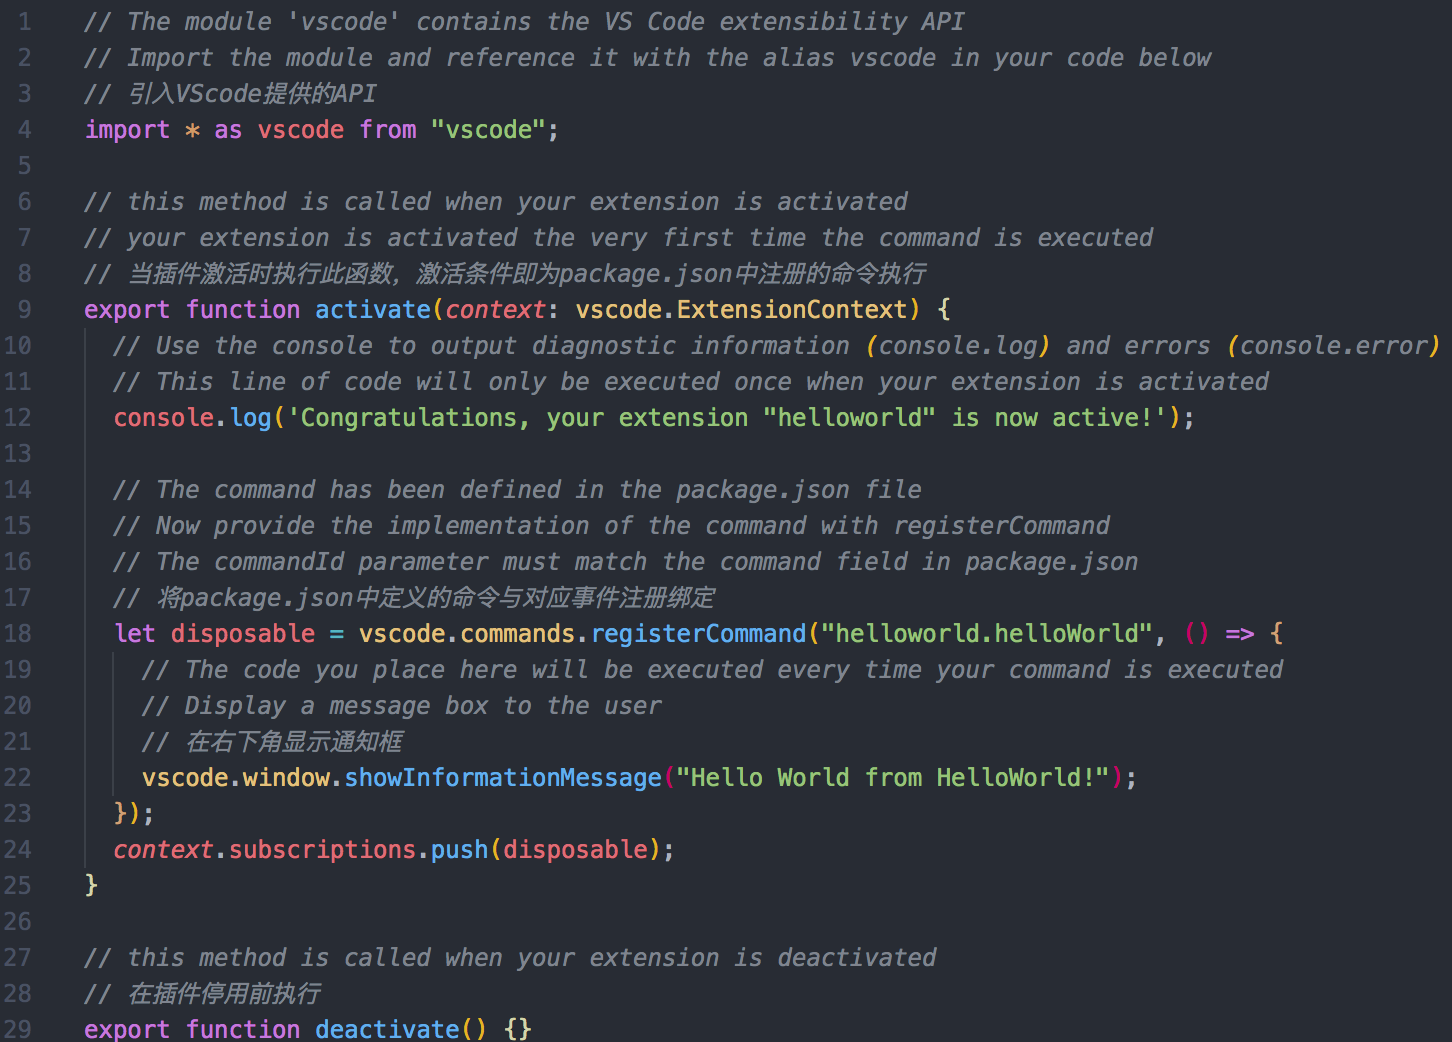 1 // The module 'vscode' contains the VS Code extensibility API
2 // Import the module and reference it with the alias vscode in your code below
3 // 引入VScode提供的API
4 import * as vscode from "vscode";
5
6 // this method is called when your extension is activated
7 // your extension is activated the very first time the command is executed
8 // 当插件激活时执行此函数，激活条件即为package.json中注册的命令执行
9 export function activate(context: vscode.ExtensionContext) {
10 // Use the console to output diagnostic information (console.log) and errors (console.error)
11 // This line of code will only be executed once when your extension is activated
12 console.log('Congratulations, your extension "helloworld" is now active!');
13
14 // The command has been defined in the package.json file
15 // Now provide the implementation of the command with registerCommand
16 // The commandId parameter must match the command field in package.json
17 // 将package.json中定义的命令与对应事件注册绑定
18 let disposable = vscode.commands.registerCommand("helloworld.helloWorld", () => {
19 // The code you place here will be executed every time your command is executed
20 // Display a message box to the user
21 // 在右下角显示通知框
22 vscode.window.showInformationMessage("Hello World from HelloWorld!");
23 });
24 context.subscriptions.push(disposable);
25 }
26
27 // this method is called when your extension is deactivated
28 // 在插件停用前执行
29 export function deactivate() {}